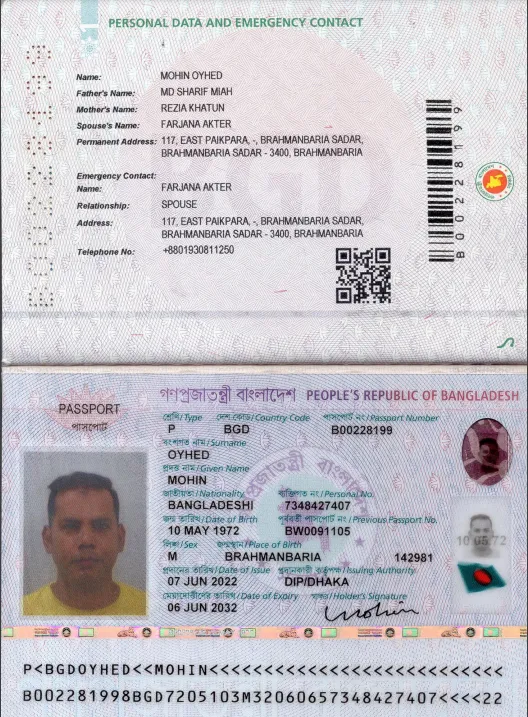 PERSONAL DATA AND EMERGENCY CONTACT
Name: MOHIN OYHED
Father's Name: MD SHARIF MIAH
Mother's Name: REZIA KHATUN
Spouse's Name: FARJANA AKTER
Permanent Address: 117, EAST PAIKPARA, -, BRAHMANBARIA SADAR,
BRAHMANBARIA SADAR - 3400, BRAHMANBARIA
Emergency Contact:
Name: FARJANA AKTER
Relationship: SPOUSE
Address: 117, EAST PAIKPARA, -, BRAHMANBARIA SADAR,
BRAHMANBARIA SADAR - 3400, BRAHMANBARIA
Telephone No: +8801930811250
B00228199
BGD
গণপ্রজাতন্ত্রী বাংলাদেশ PEOPLE'S REPUBLIC OF BANGLADESH
PASSPORT
পাসপোর্ট
শ্রেণি/Type দেশ কোড/Country Code পাসপোর্ট নং/Passport Number
P BGD B00228199
বংশগত নাম/Surname
OYHED
প্রদত্ত নাম/Given Name
MOHIN
জাতীয়তা/Nationality ব্যক্তিগত নং/Personal No.
BANGLADESHI 7348427407
জন্ম তারিখ/Date of Birth পূর্ববর্তী পাসপোর্ট নং/Previous Passport No.
10 MAY 1972 BW0091105
লিঙ্গ/Sex জন্মস্থান/Place of Birth
M BRAHMANBARIA 142981
প্রদানের তারিখ/Date of Issue প্রদানকারী কর্তৃপক্ষ/Issuing Authority
07 JUN 2022 DIP/DHAKA
মেয়াদোত্তীর্ণের তারিখ/Date of Expiry স্বাক্ষর/Holder's Signature
06 JUN 2032 Mohin
P<BGDOYHED<<MOHIN<<<<<<<<<<<<<<<<<<<<<<<<<<<
B002281998BGD7205103M32060657348427407<<<<22